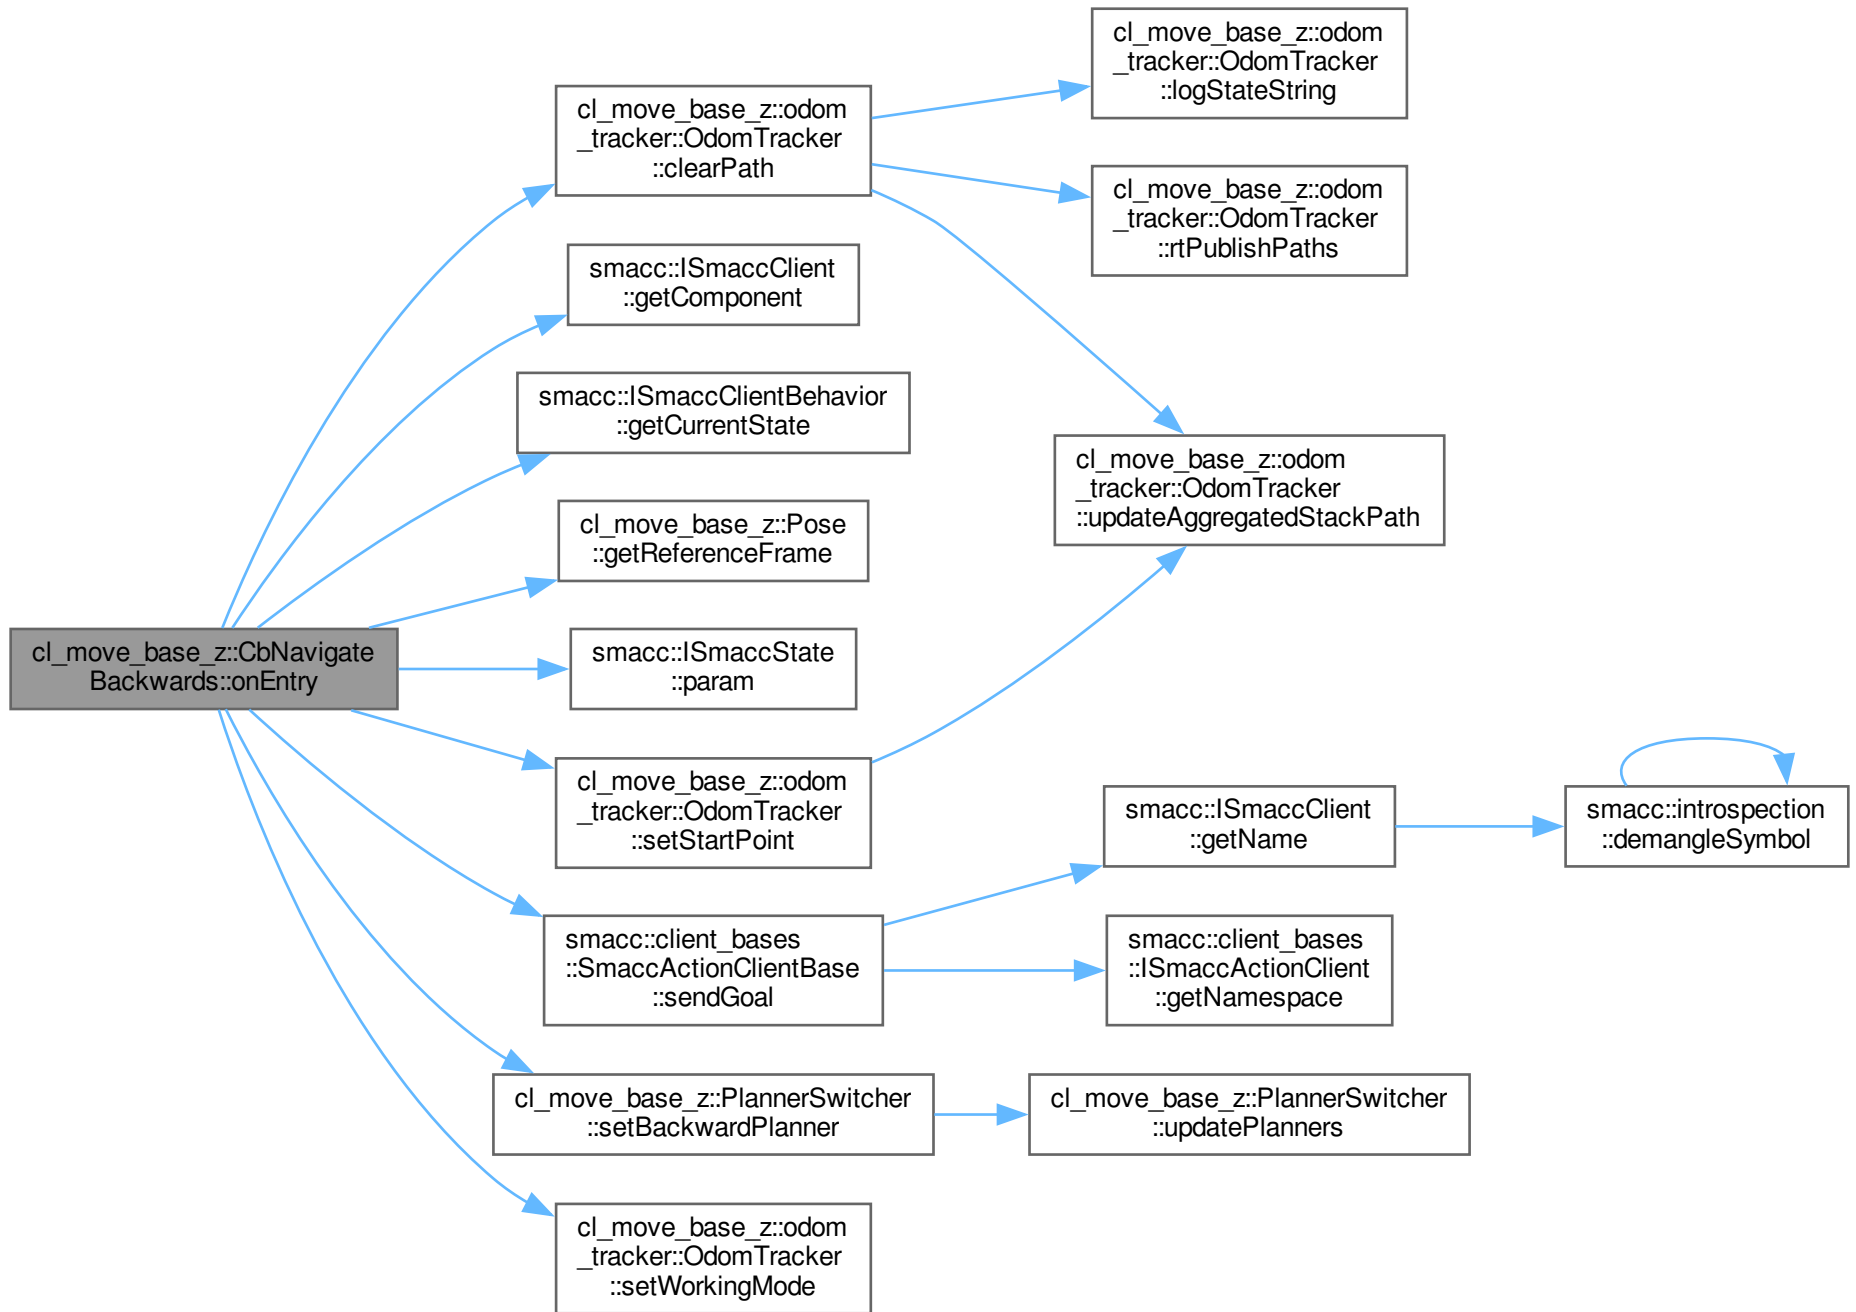 cl_move_base_z::odom
_tracker::OdomTracker
::logStateString
cl_move_base_z::odom
_tracker::OdomTracker
::clearPath
cl_move_base_z::odom
_tracker::OdomTracker
::rtPublishPaths
smacc::ISmaccClient
::getComponent
smacc::ISmaccClientBehavior
::getCurrentState
cl_move_base_z::odom
_tracker::OdomTracker
::updateAggregatedStackPath
cl_move_base_z::Pose
::getReferenceFrame
cl_move_base_z::CbNavigate
Backwards::onEntry
smacc::ISmaccState
::param
cl_move_base_z::odom
_tracker::OdomTracker
::setStartPoint
smacc::ISmaccClient
::getName
smacc::introspection
::demangleSymbol
smacc::client_bases
::SmaccActionClientBase
::sendGoal
smacc::client_bases
::ISmaccActionClient
::getNamespace
cl_move_base_z::PlannerSwitcher
::setBackwardPlanner
cl_move_base_z::PlannerSwitcher
::updatePlanners
cl_move_base_z::odom
_tracker::OdomTracker
::setWorkingMode